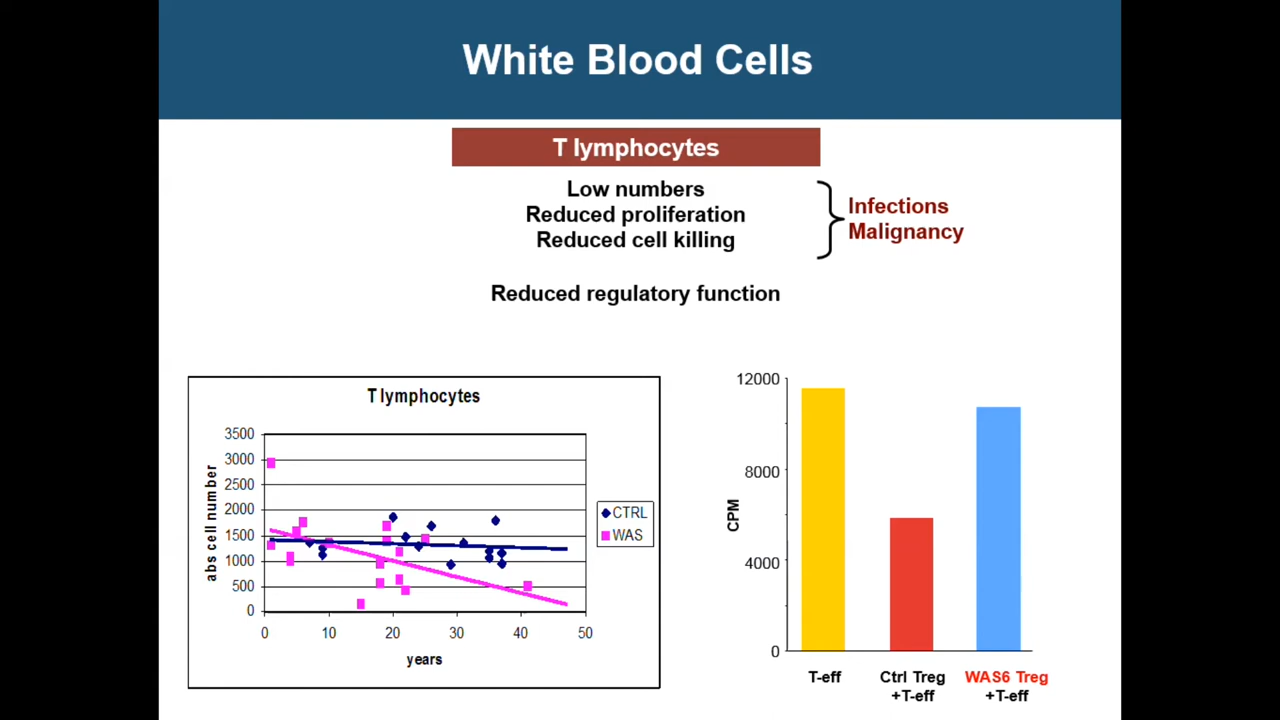 White Blood Cells
T lymphocytes
Low numbers
Reduced proliferation
Reduced cell killing
Infections
Malignancy
Reduced regulatory function
T lymphocytes
abs cell number
3500
3000
2500
2000
1500
1000
500
0
0 10 20 30 40 50
years
CTRL
WAS
CPM
12000
8000
4000
0
T-eff
Ctrl Treg
+T-eff
WAS6 Treg
+T-eff